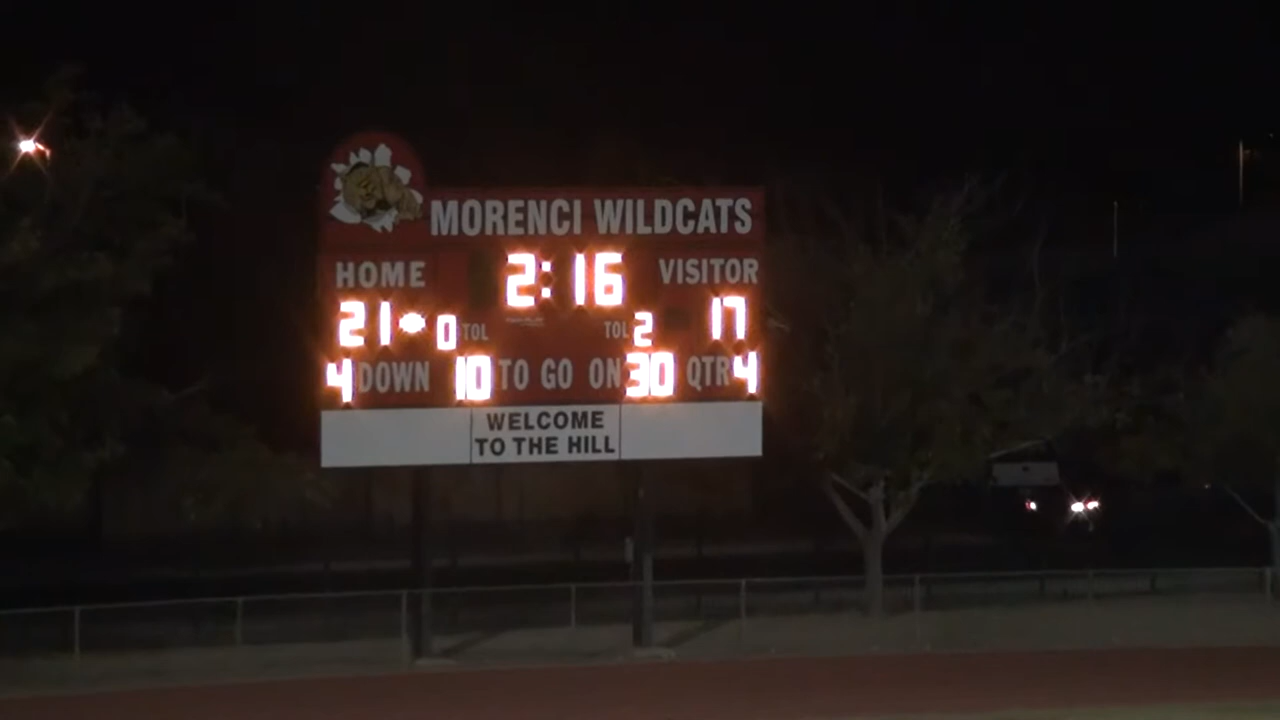 MORENCI WILDCATS
HOME 2:16 VISITOR
21 0 TOL TOL 2 17
4 DOWN 10 TO GO ON 30 QTR 4
WELCOME
TO THE HILL